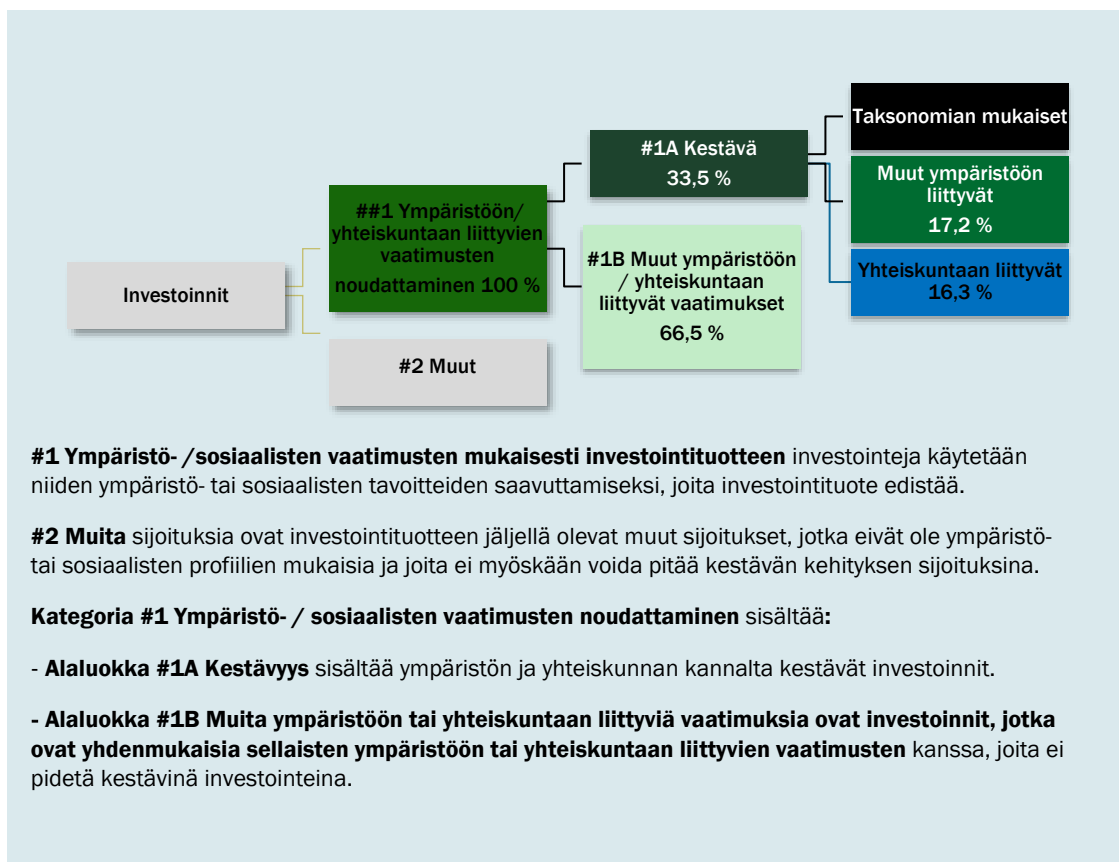 Investoinnit
##1 Ympäristöön/
yhteiskuntaan liittyvien
vaatimusten
noudattaminen 100 %
#2 Muut
#1A Kestävä
33,5 %
#1B Muut ympäristöön
/ yhteiskuntaan
liittyvät vaatimukset
66,5 %
Taksonomian mukaiset
Muut ympäristöön
liittyvät
17,2 %
Yhteiskuntaan liittyvät
16,3 %
#1 Ympäristö- /sosiaalisten vaatimusten mukaisesti investointituotteen investointeja käytetään
niiden ympäristö- tai sosiaalisten tavoitteiden saavuttamiseksi, joita investointituote edistää.
#2 Muita sijoituksia ovat investointituotteen jäljellä olevat muut sijoitukset, jotka eivät ole ympäristö-
tai sosiaalisten profiilien mukaisia ja joita ei myöskään voida pitää kestävän kehityksen sijoituksina.
Kategoria #1 Ympäristö- / sosiaalisten vaatimusten noudattaminen sisältää:
- Alaluokka #1A Kestävyys sisältää ympäristön ja yhteiskunnan kannalta kestävät investoinnit.
- Alaluokka #1B Muita ympäristöön tai yhteiskuntaan liittyviä vaatimuksia ovat investoinnit, jotka
ovat yhdenmukaisia sellaisten ympäristöön tai yhteiskuntaan liittyvien vaatimusten kanssa, joita ei
pidetä kestävinä investointeina.